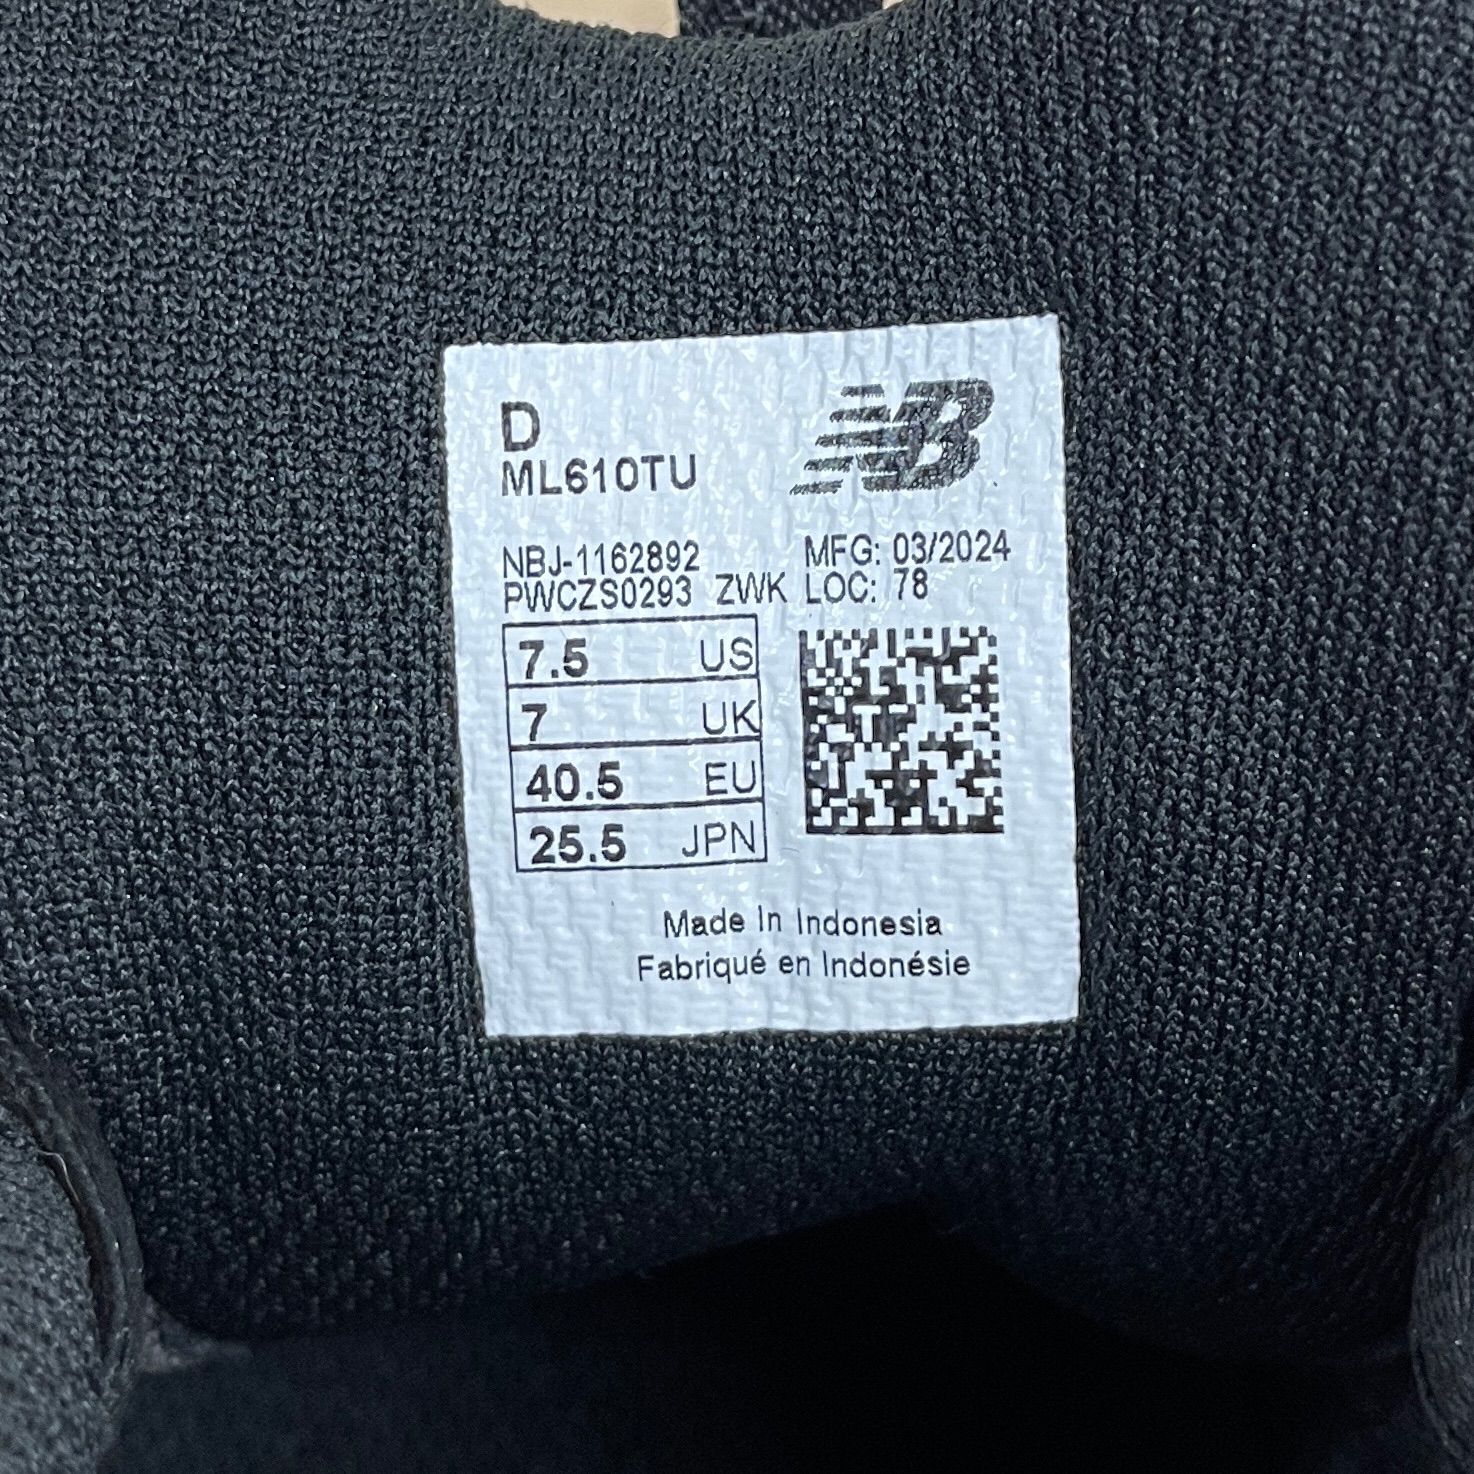 D
NB
ML610TU
NBJ-1162892 MFG: 03/2024
PWCZS0293 ZWK LOC: 78
7.5 US
7 UK
40.5 EU
25.5 JPN
Made In Indonesia
Fabriqué en Indonésie